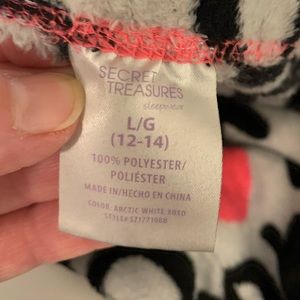 SECRET
TREASURES
sleepwear
L/G
(12-14)
100% POLYESTER/
POLIÉSTER
MADE IN/HECHO EN CHINA
COLOR: ARCTIC WHITE